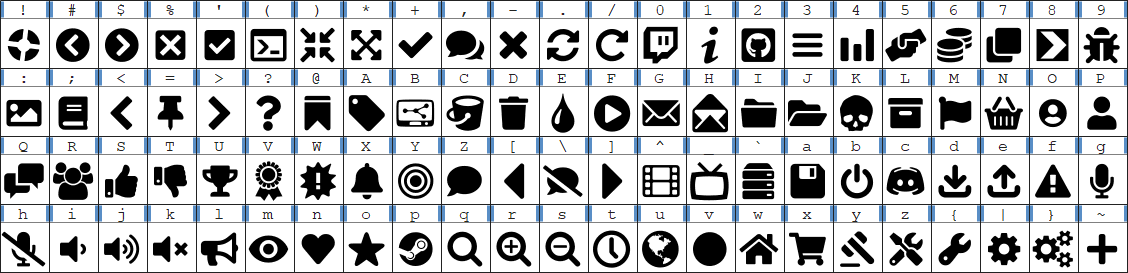 ! # $ % ' ( ) * + , - . / 0 1 2 3 4 5 6 7 8 9
: ; < = > ? @ A B C D E F G H I J K L M N O P
Q R S T U V W X Y Z [ \ ] ^ _ ` a b c d e f g
h i j k l m n o p q r s t u v w x y z { | } ~